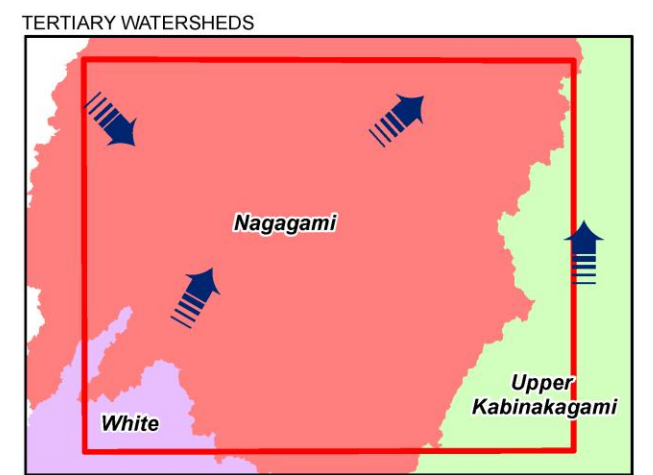 TERTIARY WATERSHEDS
Nagagami
Upper
Kabinakagami
White